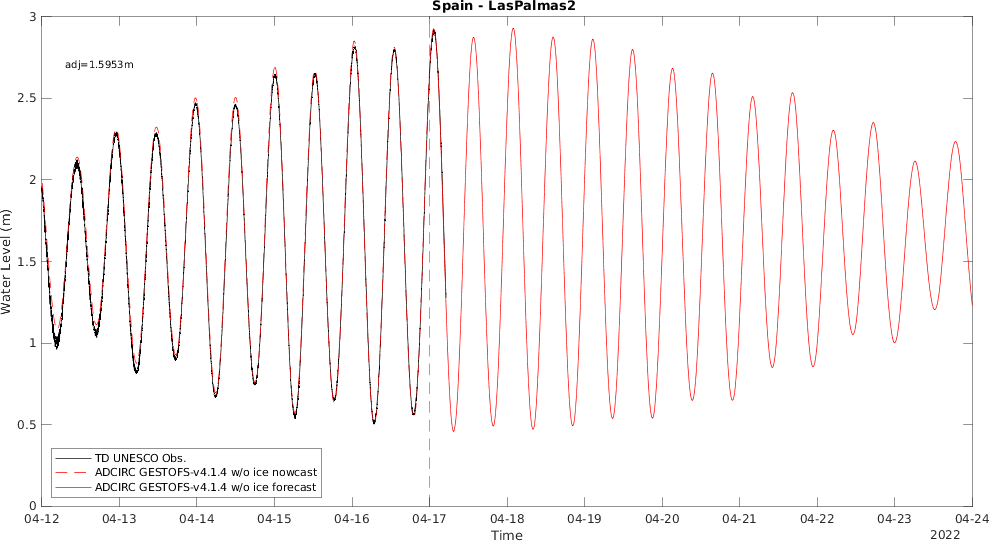 Spain - LasPalmas2
adj=1.5953m
3
2.5
2
1.5
1
0.5
0
Water Level (m)
TD UNESCO Obs.
ADCIRC GESTOFS-v4.1.4 w/o ice nowcast
ADCIRC GESTOFS-v4.1.4 w/o ice forecast
04-12 04-13 04-14 04-15 04-16 04-17 04-18 04-19 04-20 04-21 04-22 04-23 04-24
Time
2022